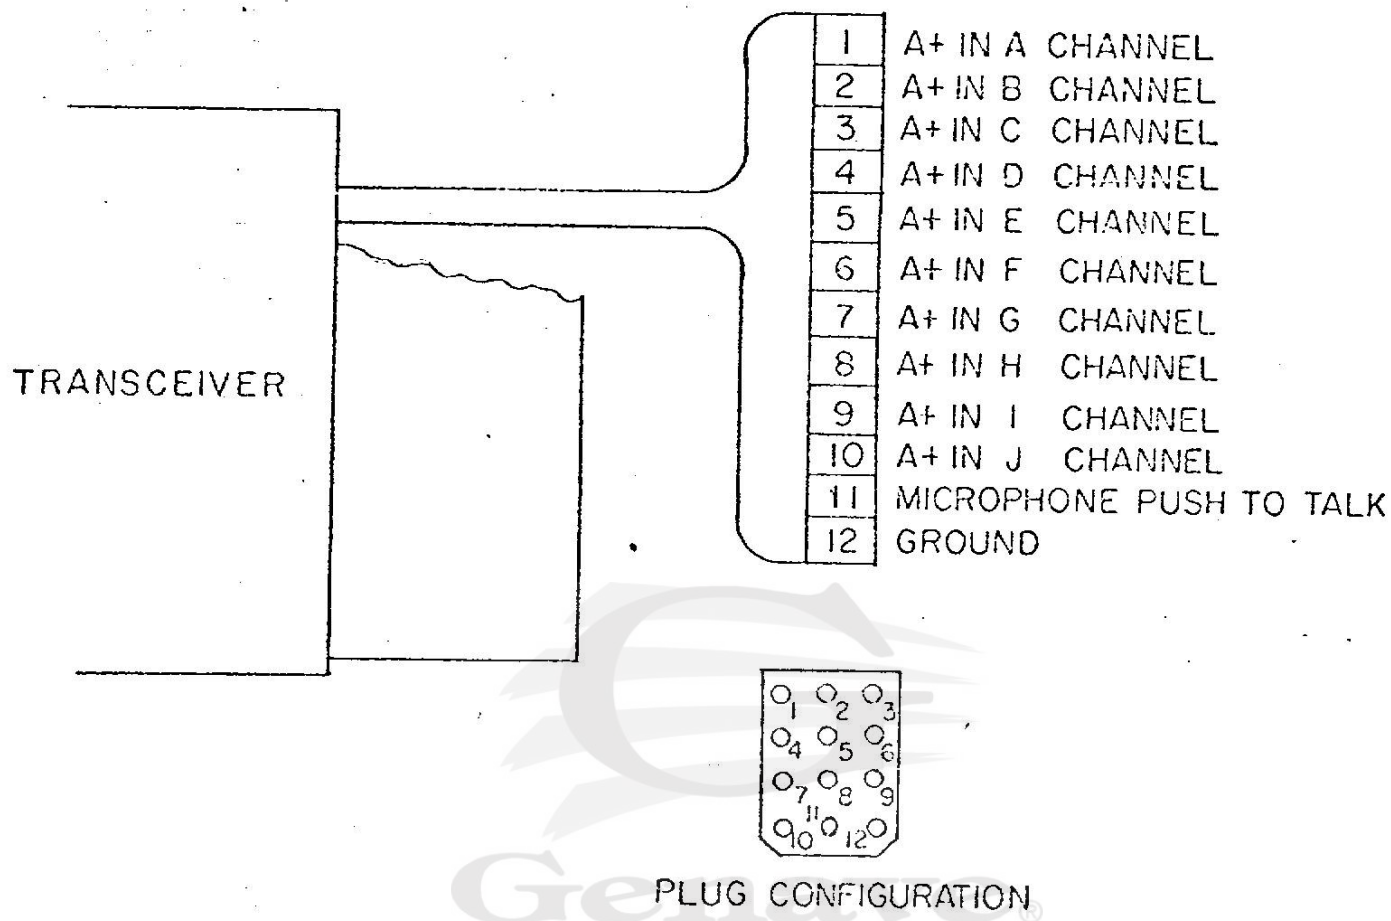 1 A+ IN A CHANNEL
2 A+ IN B CHANNEL
3 A+ IN C CHANNEL
4 A+ IN D CHANNEL
5 A+ IN E CHANNEL
6 A+ IN F CHANNEL
7 A+ IN G CHANNEL
8 A+ IN H CHANNEL
9 A+ IN I CHANNEL
10 A+ IN J CHANNEL
11 MICROPHONE PUSH TO TALK
12 GROUND
TRANSCEIVER
1 2 3
4 5 6
7 8 9
10 11 12
PLUG CONFIGURATION
Genave®